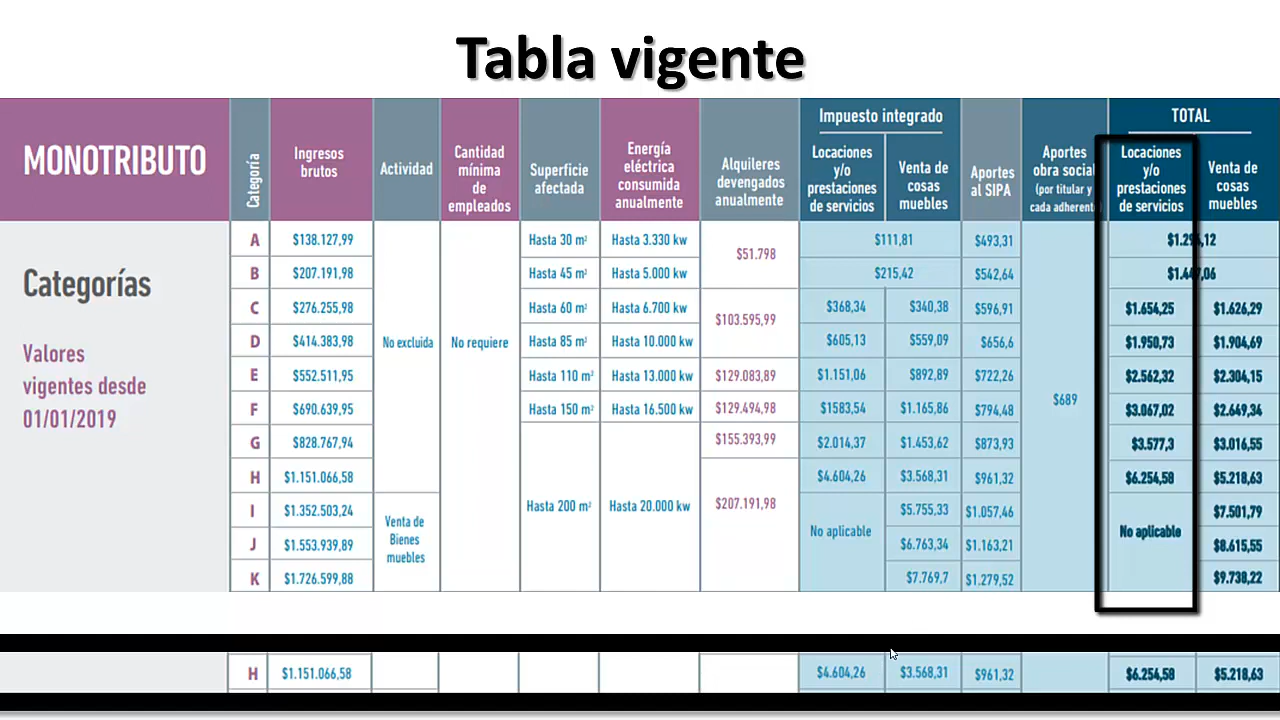 Tabla vigente
MONOTRIBUTO
Categoría
Ingresos
brutos
Actividad
Cantidad
mínima
de
empleados
Superficie
afectada
Energía
eléctrica
consumida
anualmente
Alquileres
devengados
anualmente
Impuesto integrado
Locaciones
y/o
prestaciones
de servicios
Venta de
cosas
muebles
Aportes
al SIPA
Aportes
obra social
(por titular y
cada adherente
TOTAL
Locaciones
y/o
prestaciones
de servicios
Venta de
cosas
muebles
Categorías
Valores
vigentes desde
01/01/2019
A $138.127,99 Hasta 30 m² Hasta 3.330 kw $111,81 $493,31 $1.294,12
$51.798
B $207.191,98 Hasta 45 m² Hasta 5.000 kw $215,42 $542,64 $1.447,06
C $276.255,98 Hasta 60 m² Hasta 6.700 kw $368,34 $340,38 $596,91 $1.654,25 $1.626,29
$103.595,99
D $414.383,98 No excluida No requiere Hasta 85 m² Hasta 10.000 kw $605,13 $559,09 $656,6 $1.950,73 $1.904,69
E $552.511,95 Hasta 110 m² Hasta 13.000 kw $129.083,89 $1.151,06 $892,89 $722,26 $2.562,32 $2.304,15
$689
F $690.639,95 Hasta 150 m² Hasta 16.500 kw $129.494,98 $1583,54 $1.165,86 $794,48 $3.067,02 $2.649,34
G $828.767,94 $155.393,99 $2.014,37 $1.453,62 $873,93 $3.577,3 $3.016,55
H $1.151.066,58 $4.604,26 $3.568,31 $961,32 $6.254,58 $5.218,63
Hasta 200 m² Hasta 20.000 kw $207.191,98
I $1.352.503,24 $5.755,33 $1.057,46 $7.501,79
Venta de
Bienes
muebles
No aplicable
No aplicable
J $1.553.939,89 $6.763,34 $1.163,21 $8.615,55
K $1.726.599,88 $7.769,7 $1.279,52 $9.738,22
H $1.151.066,58 $4.604,26 $3.568,31 $961,32 $6.254,58 $5.218,63